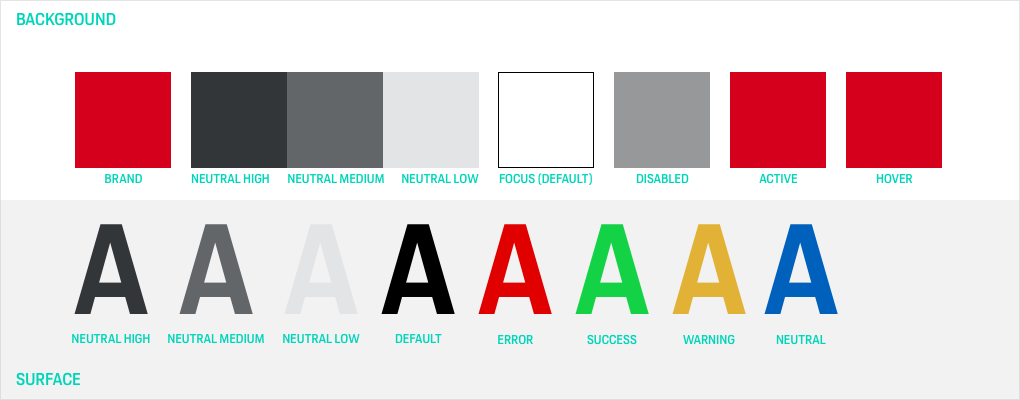 BACKGROUND
BRAND NEUTRAL HIGH NEUTRAL MEDIUM NEUTRAL LOW FOCUS (DEFAULT) DISABLED ACTIVE HOVER
A A A A A A A A
NEUTRAL HIGH NEUTRAL MEDIUM NEUTRAL LOW DEFAULT ERROR SUCCESS WARNING NEUTRAL
SURFACE